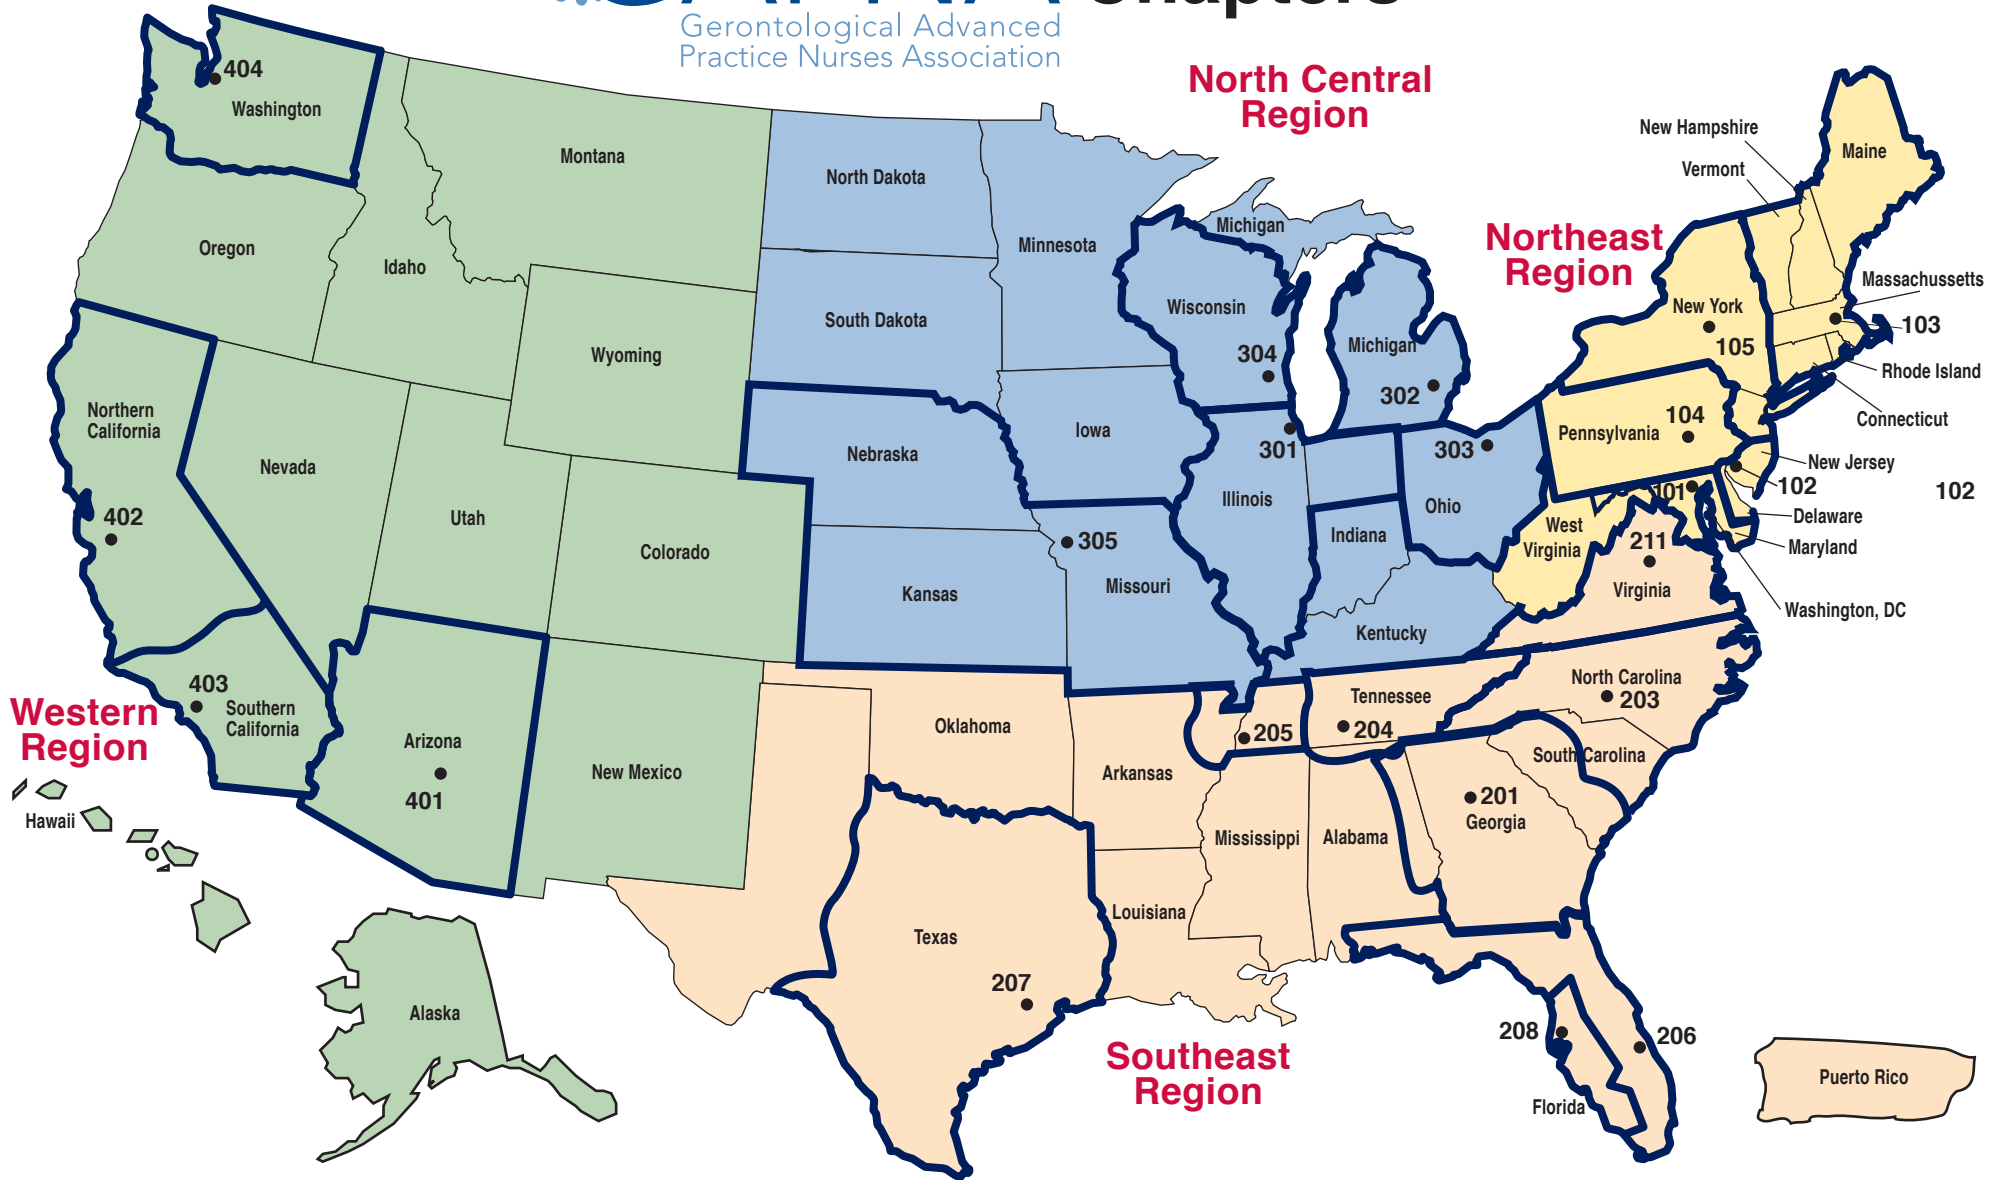 Chapters
Gerontological Advanced
Practice Nurses Association
North Central
Region
Northeast
Region
Western
Region
Southeast
Region
404
Washington
Oregon
Idaho
Montana
Wyoming
Northern
California
402
Nevada
Utah
Colorado
403
Southern
California
Arizona
401
New Mexico
Hawaii
Alaska
North Dakota
South Dakota
Minnesota
Nebraska
Iowa
Kansas
Missouri
305
Wisconsin
304
Michigan
Michigan
302
301
Illinois
Indiana
303
Ohio
Kentucky
New Hampshire
Vermont
Maine
Massachussetts
103
New York
105
Rhode Island
Connecticut
104
Pennsylvania
New Jersey
102
102
101
Delaware
Maryland
Washington, DC
West
Virginia
211
Virginia
North Carolina
203
Tennessee
204
205
South Carolina
201
Georgia
Oklahoma
Arkansas
Mississippi
Alabama
Louisiana
Texas
207
208
206
Florida
Puerto Rico